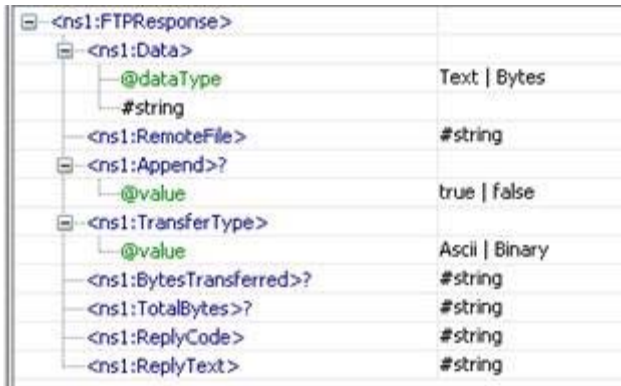 <ns1:FTPResponse>
<ns1:Data>
@dataType Text | Bytes
#string
<ns1:RemoteFile> #string
<ns1:Append>?
@value true | false
<ns1:TransferType>
@value Ascii | Binary
<ns1:BytesTransferred>? #string
<ns1:TotalBytes>? #string
<ns1:ReplyCode> #string
<ns1:ReplyText> #string